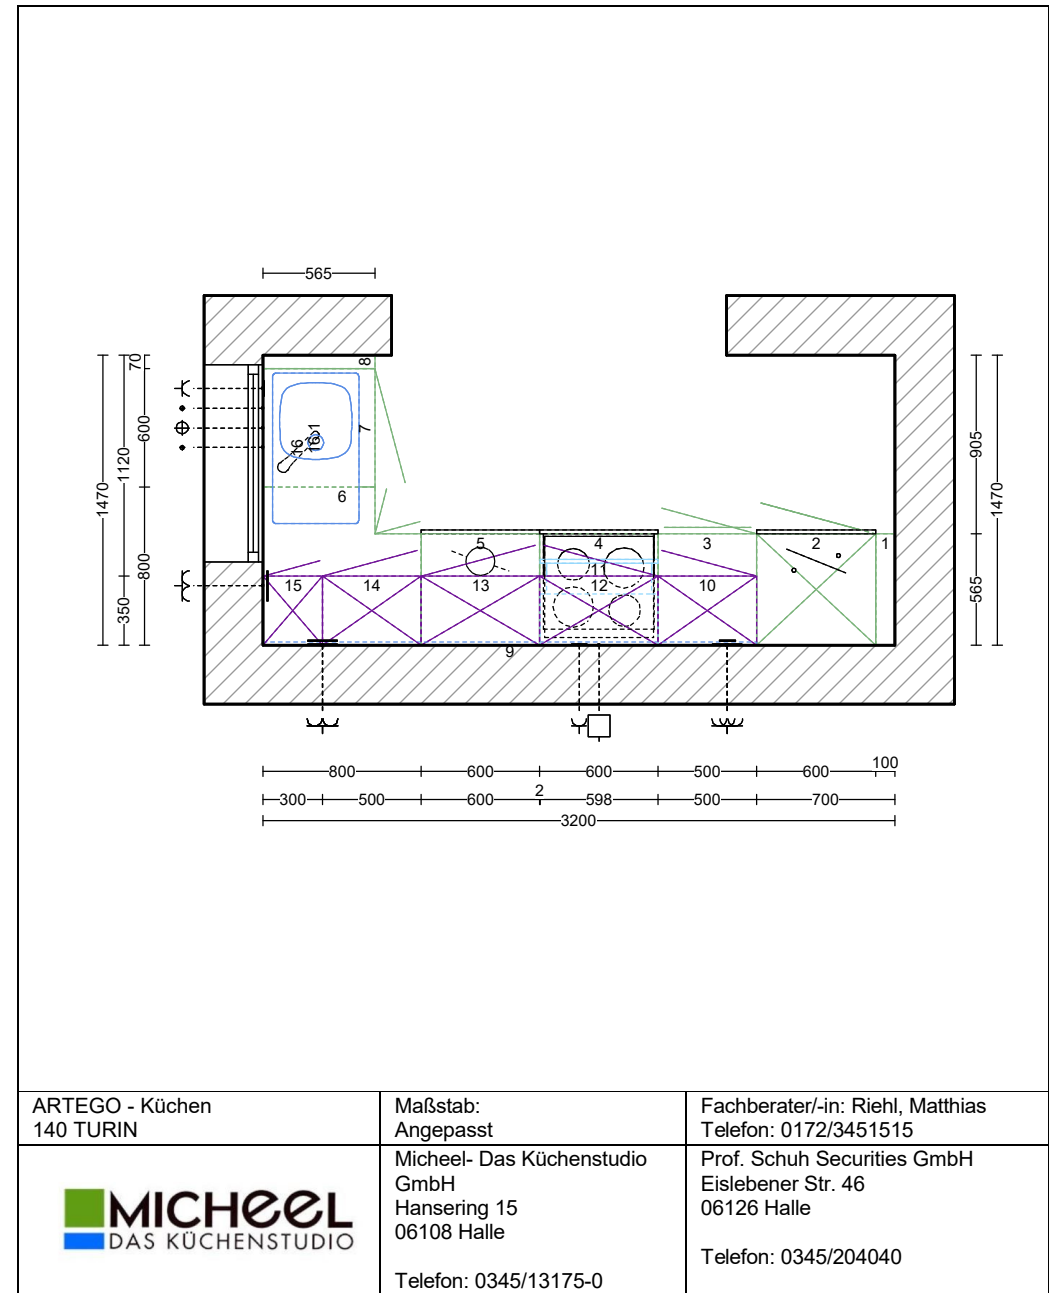 565
70
600
1120
1470
800
350
905
1470
565
8
7
16
16.1
6
5
4
3
2
1
11
15
14
13
12
10
9
800
600
600
500
600
100
300
500
600
2
598
500
700
3200
ARTEGO - Küchen
140 TURIN
Maßstab:
Angepasst
Fachberater/-in: Riehl, Matthias
Telefon: 0172/3451515
MICHEEL
DAS KÜCHENSTUDIO
Micheel- Das Küchenstudio
GmbH
Hansering 15
06108 Halle
Telefon: 0345/13175-0
Prof. Schuh Securities GmbH
Eislebener Str. 46
06126 Halle
Telefon: 0345/204040